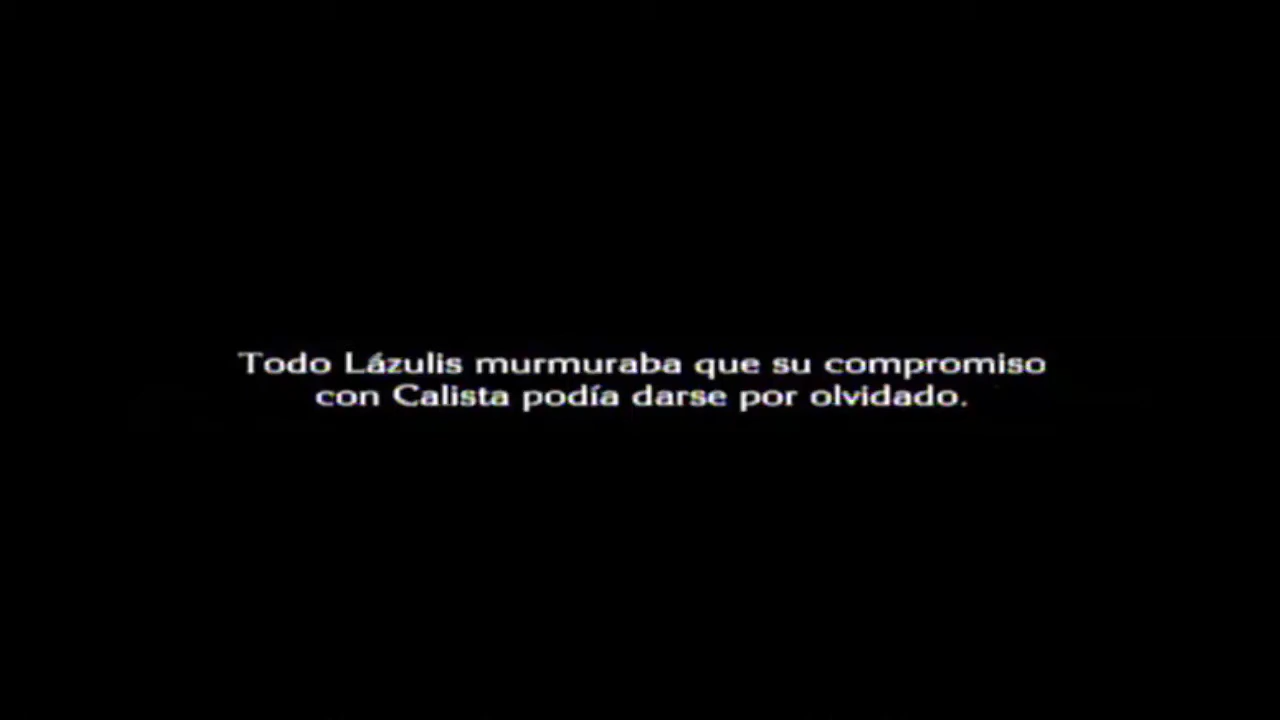 Todo Lázulis murmuraba que su compromiso
con Calista podía darse por olvidado.